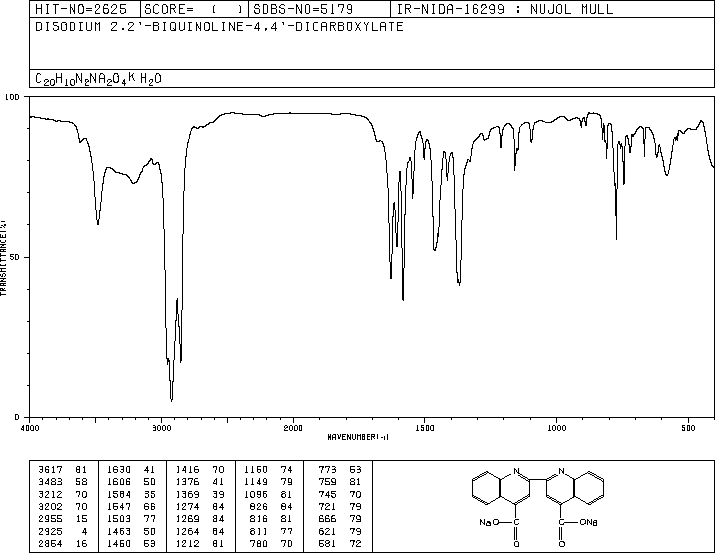 HIT-NO=2625 SCORE= ( ) SDBS-NO=5179 IR-NIDA-16299 : NUJOL MULL
DISODIUM 2,2'-BIQUINOLINE-4,4'-DICARBOXYLATE
C20H10N2NA2O4 K H2O
100
50
0
TRANSMITTANCE(%)
4000 3000 2000 1500 1000 500
WAVENUMBER(-1)
3617 81 1630 41 1416 70 1160 74 773 53
3483 58 1606 50 1376 41 1149 79 759 81
3212 70 1584 35 1369 39 1096 81 745 70
3202 70 1547 66 1274 84 826 84 721 79
2955 15 1503 77 1269 84 816 81 666 79
2925 4 1463 50 1264 84 811 77 621 79
2854 16 1460 53 1212 81 780 70 581 72
N N
NaO-C C-ONa
O O